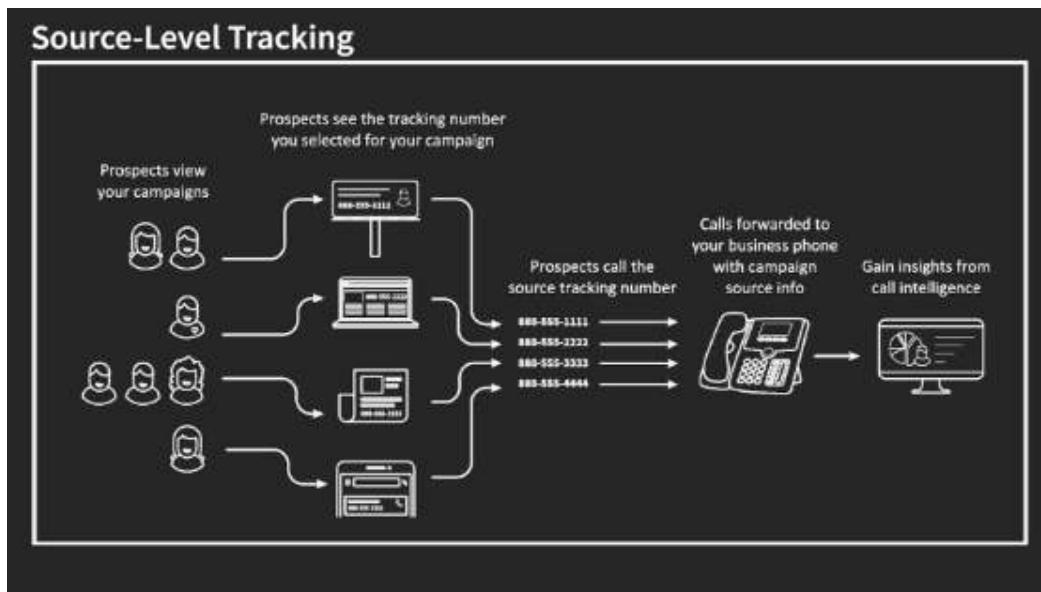 Source-Level Tracking
Prospects see the tracking number
you selected for your campaign
Prospects view
your campaigns
Calls forwarded to
your business phone
with campaign
source info
Prospects call the
source tracking number
Gain insights from
call intelligence
888-555-1111
888-555-2222
888-555-3333
888-555-4444